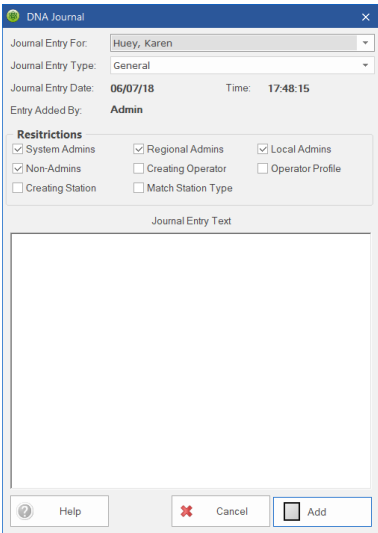 DNA Journal
Journal Entry For: Huey, Karen
Journal Entry Type: General
Journal Entry Date: 06/07/18 Time: 17:48:15
Entry Added By: Admin
Resitrictions
System Admins Regional Admins Local Admins
Non-Admins Creating Operator Operator Profile
Creating Station Match Station Type
Journal Entry Text
Help Cancel Add